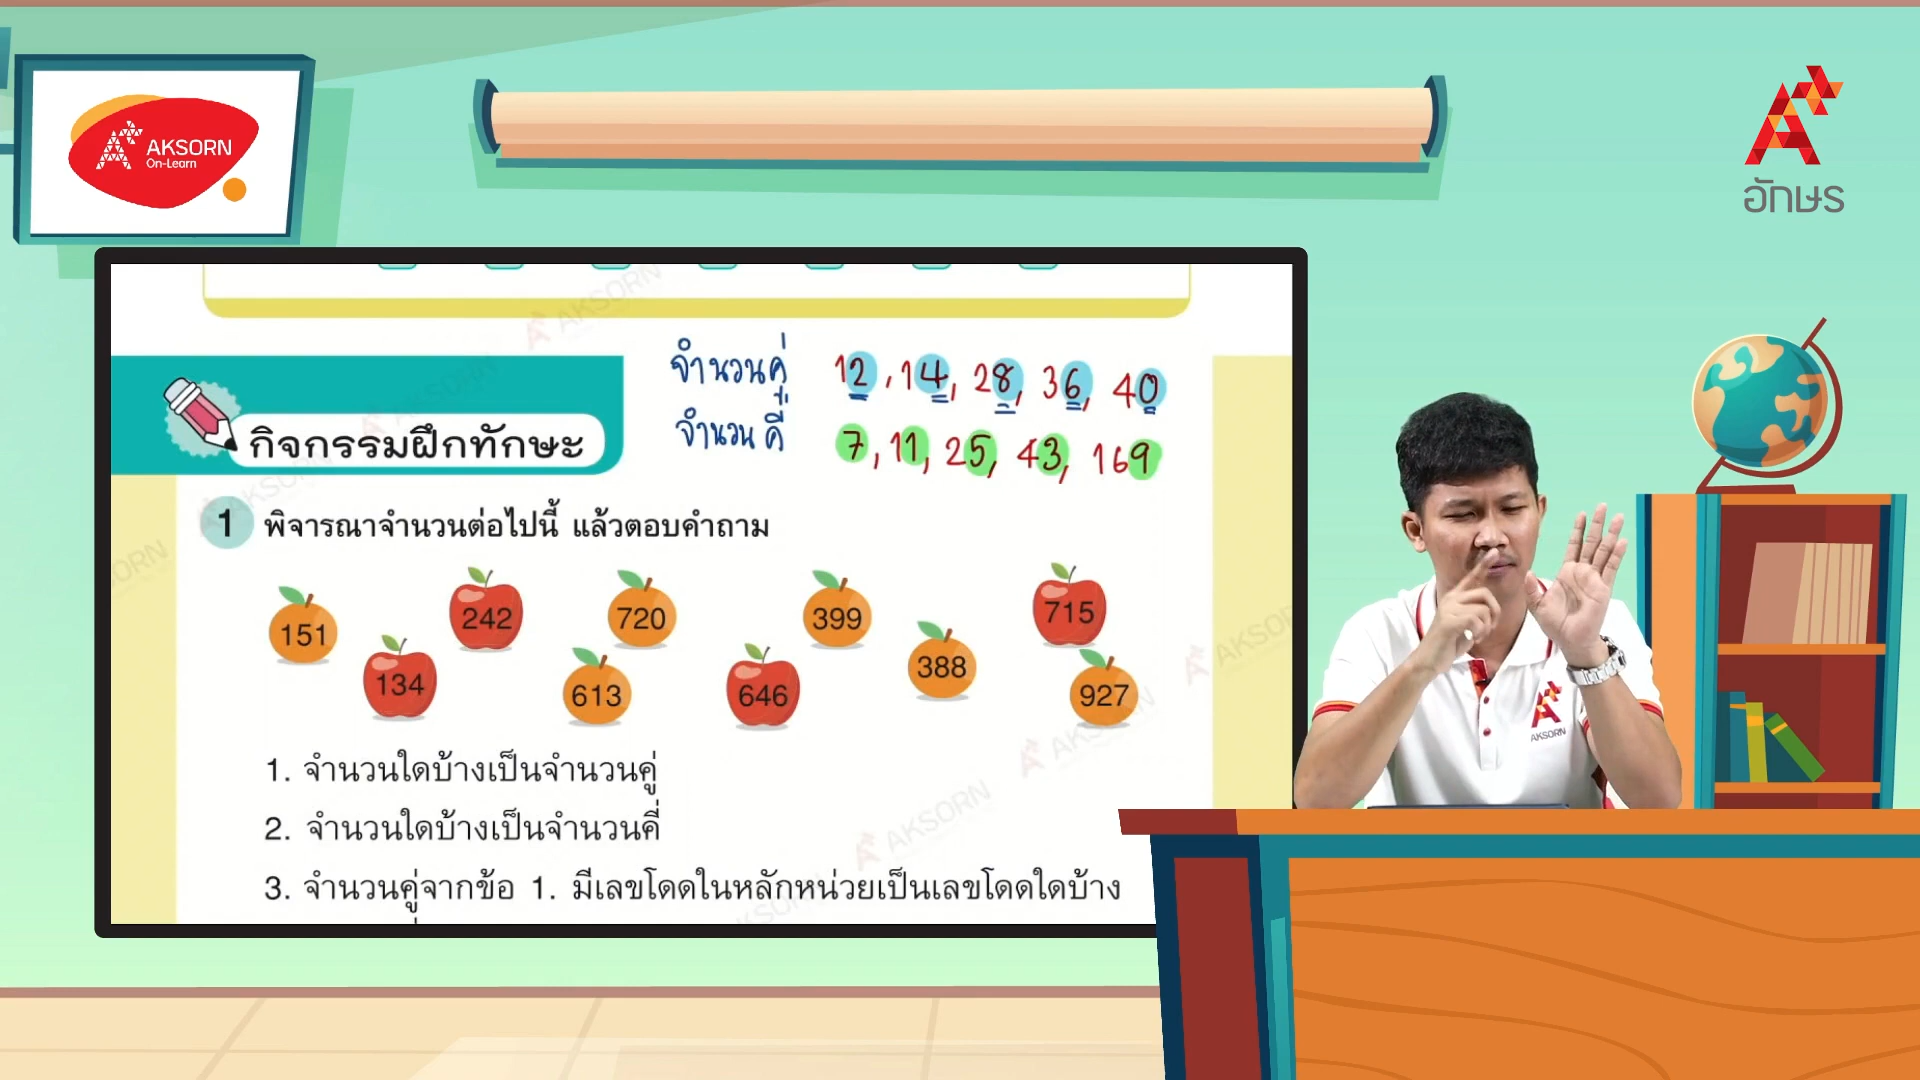 AKSORN
On-Learn
อักษร
จำนวนคู่ 12, 14, 28, 36, 40
จำนวนคี่ 7, 11, 25, 43, 169
กิจกรรมฝึกทักษะ
1 พิจารณาจำนวนต่อไปนี้ แล้วตอบคำถาม
151 242 720 399 715
134 613 646 388 927
1. จำนวนใดบ้างเป็นจำนวนคู่
2. จำนวนใดบ้างเป็นจำนวนคี่
3. จำนวนคู่จากข้อ 1. มีเลขโดดในหลักหน่วยเป็นเลขโดดใดบ้าง
AKSORN